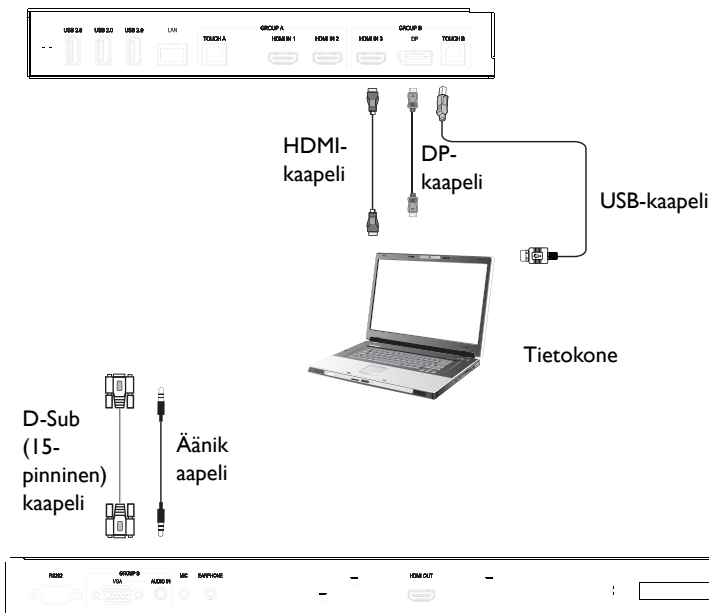 GROUP A GROUP B
USB 2.0 USB 2.0 USB 2.0 LAN TOUCH A HDMI IN 1 HDMI IN 2 HDMI IN 3 DP TOUCH B
HDMI-
kaapeli
DP-
kaapeli
USB-kaapeli
Tietokone
D-Sub
(15-
pinninen)
kaapeli
Äänik
aapeli
GROUP B
RS232 VGA AUDIO IN MIC EARPHONE HDMI OUT